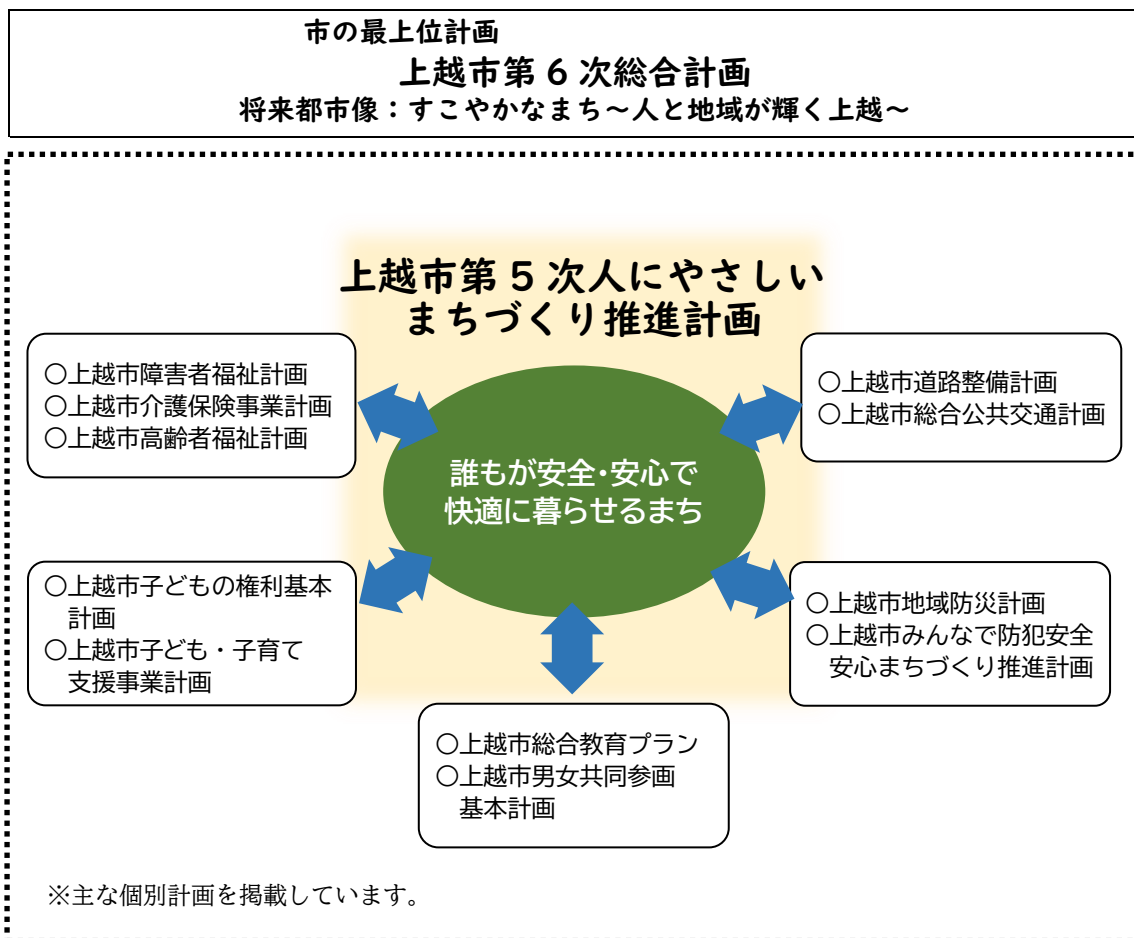 市の最上位計画
上越市第6次総合計画
将来都市像：すこやかなまち～人と地域が輝く上越～
上越市第5次人にやさしい
まちづくり推進計画
○上越市障害者福祉計画
○上越市介護保険事業計画
○上越市高齢者福祉計画
○上越市道路整備計画
○上越市総合公共交通計画
誰もが安全・安心で
快適に暮らせるまち
○上越市子どもの権利基本
計画
○上越市子ども・子育て
支援事業計画
○上越市地域防災計画
○上越市みんなで防犯安全
安心まちづくり推進計画
○上越市総合教育プラン
○上越市男女共同参画
基本計画
※主な個別計画を掲載しています。